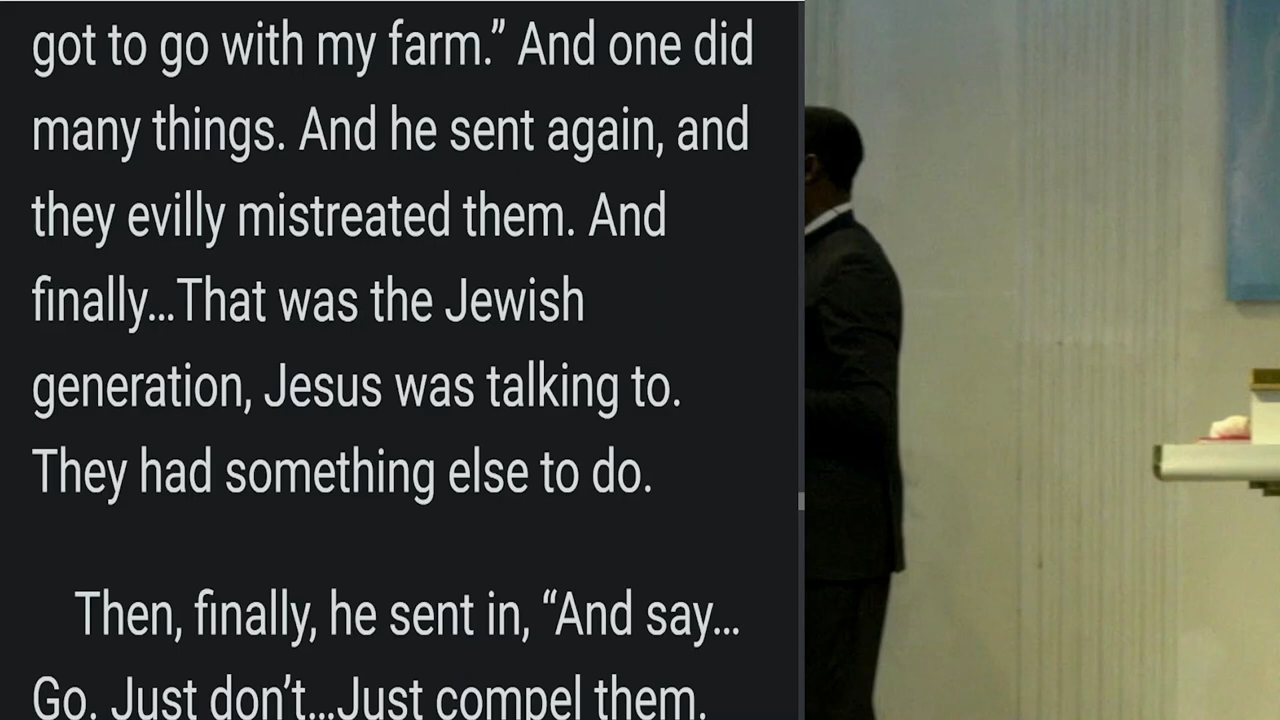 got to go with my farm.” And one did
many things. And he sent again, and
they evilly mistreated them. And
finally…That was the Jewish
generation, Jesus was talking to.
They had something else to do.
Then, finally, he sent in, “And say…
Go. Just don’t…Just compel them.